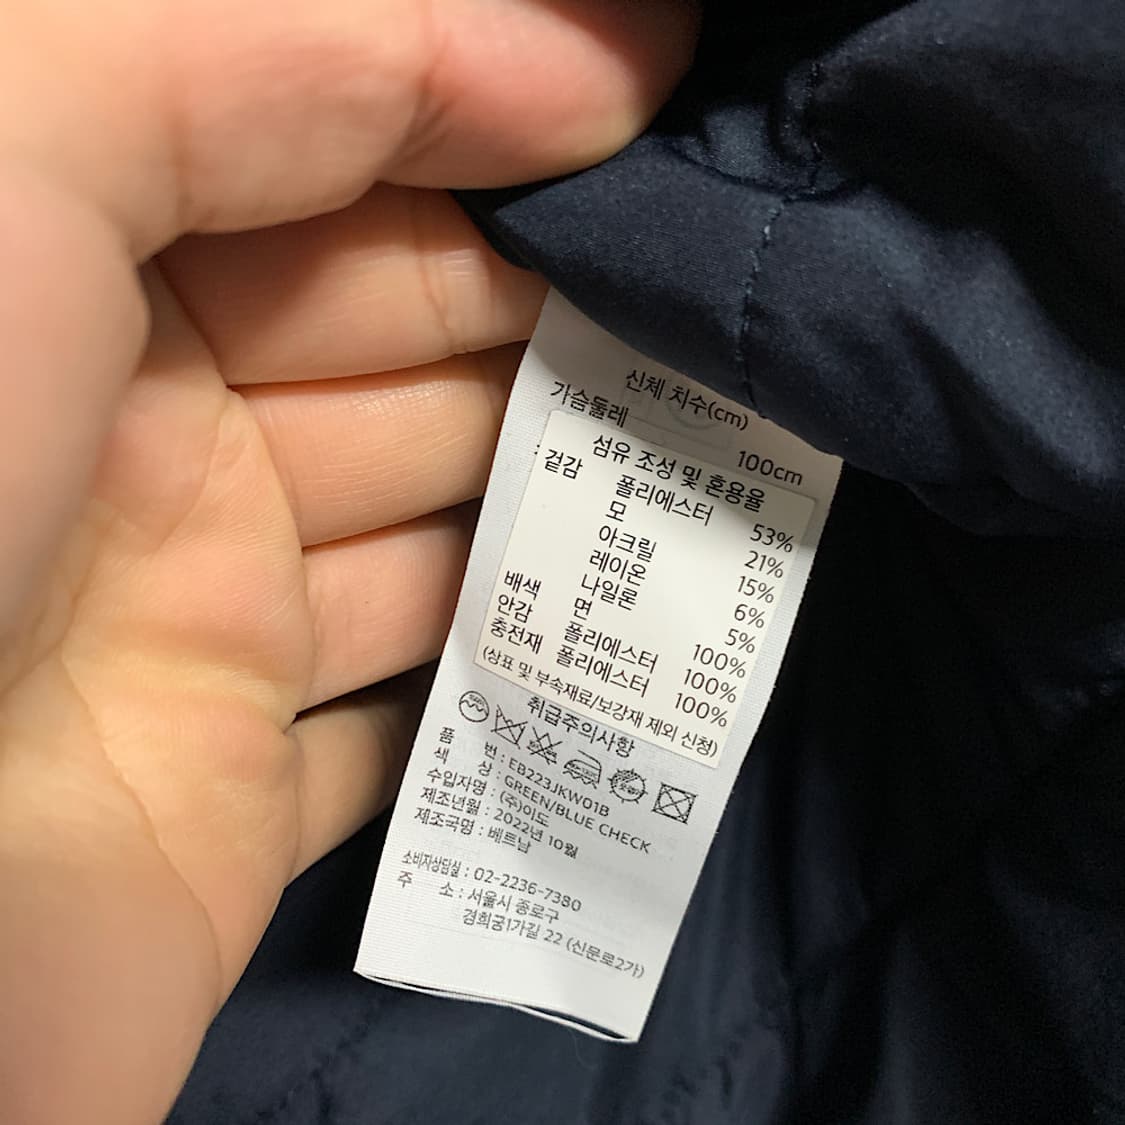 신체 치수(cm)
가슴둘레
100cm
섬유 조성 및 혼용율
겉감 폴리에스터 53%
모 21%
아크릴 15%
레이온 6%
나일론 5%
배색 면 100%
안감 폴리에스터 100%
충전재 폴리에스터 100%
(상표 및 부속재료/보강재 제외 신청)
취급주의사항
품 번 : EB223JKW01B
색 상 : GREEN/BLUE CHECK
수입자명 : (주)이도
제조년월 : 2022년 10월
제조국명 : 베트남
소비자상담실 : 02-2236-7380
주 소 : 서울시 종로구
경희궁1가길 22 (신문로2가)